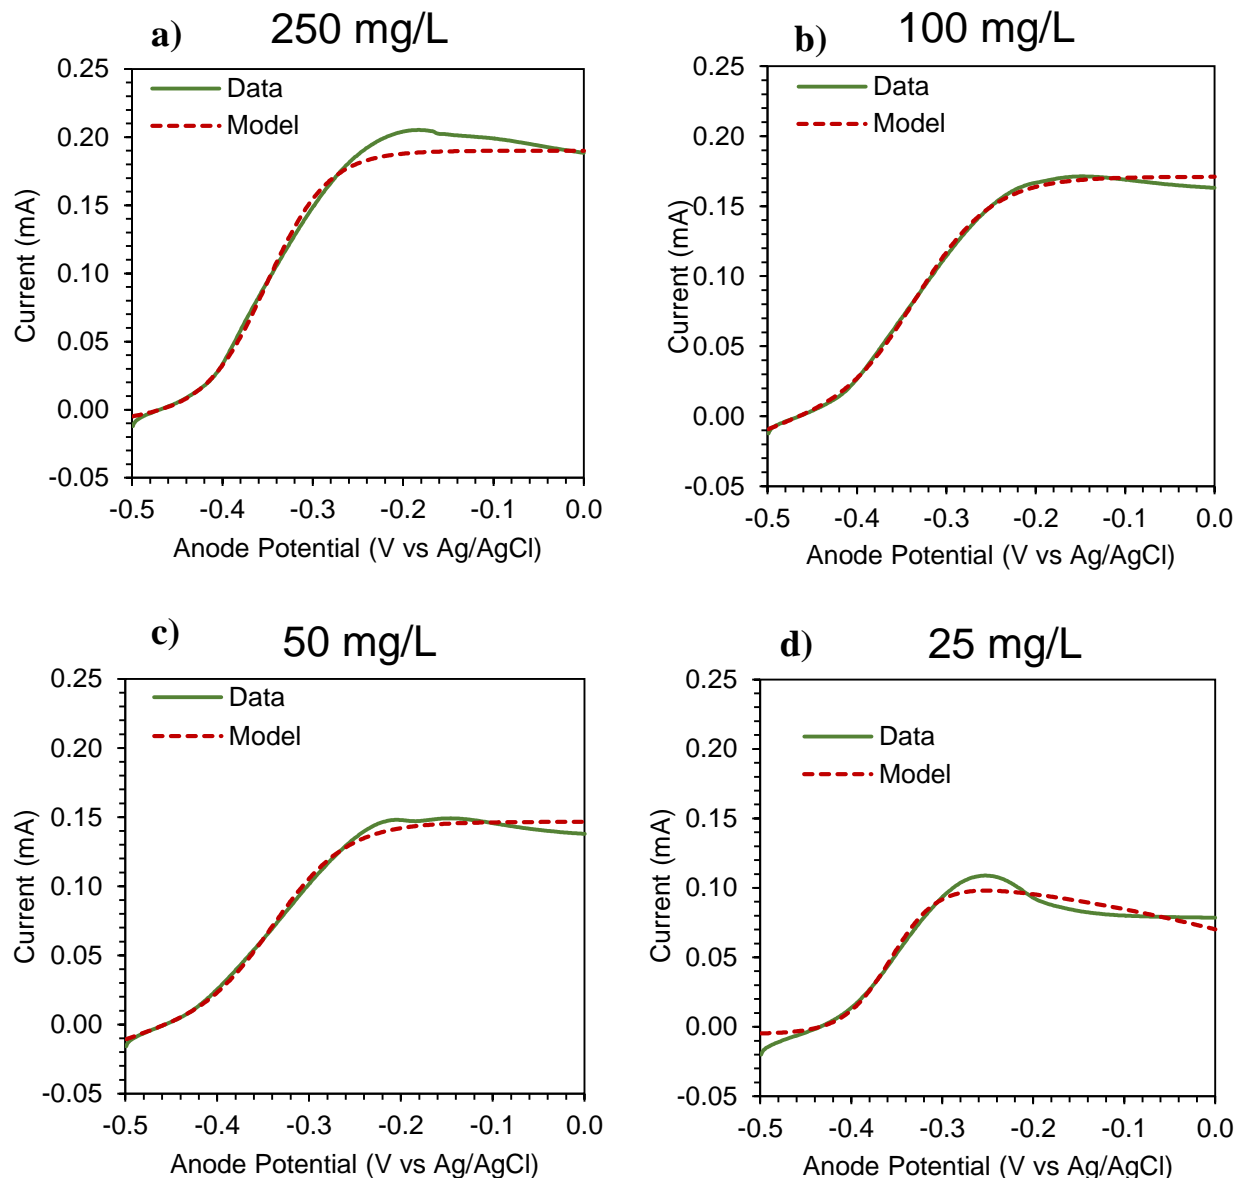 a) 250 mg/L
0.25
0.20
0.15
0.10
0.05
0.00
-0.05
Current (mA)
Data
Model
-0.5 -0.4 -0.3 -0.2 -0.1 0.0
Anode Potential (V vs Ag/AgCl)
b) 100 mg/L
0.25
0.20
0.15
0.10
0.05
0.00
-0.05
Current (mA)
Data
Model
-0.5 -0.4 -0.3 -0.2 -0.1 0.0
Anode Potential (V vs Ag/AgCl)
c) 50 mg/L
0.25
0.20
0.15
0.10
0.05
0.00
-0.05
Current (mA)
Data
Model
-0.5 -0.4 -0.3 -0.2 -0.1 0.0
Anode Potential (V vs Ag/AgCl)
d) 25 mg/L
0.25
0.20
0.15
0.10
0.05
0.00
-0.05
Current (mA)
Data
Model
-0.5 -0.4 -0.3 -0.2 -0.1 0.0
Anode Potential (V vs Ag/AgCl)